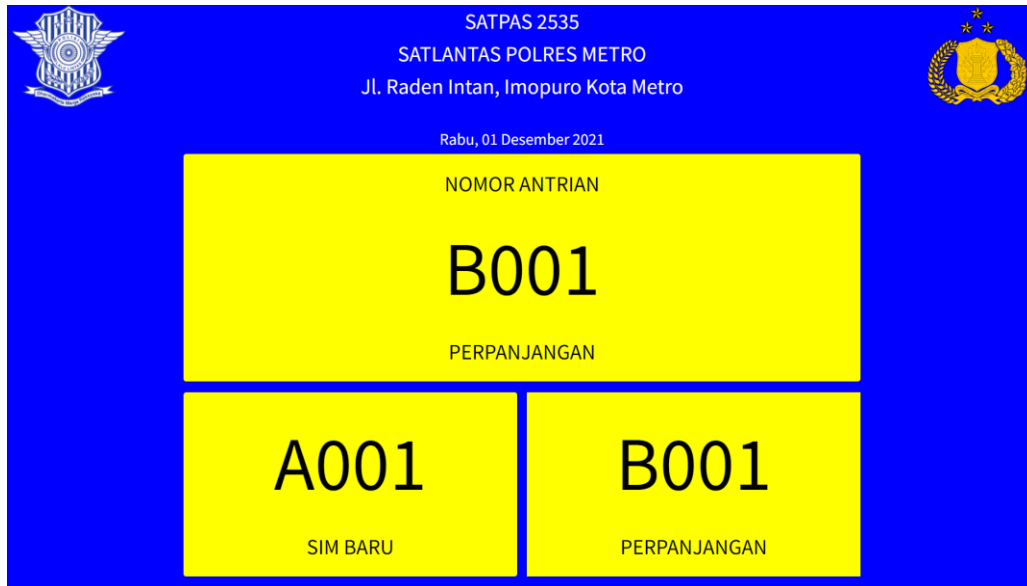 SATPAS 2535
SATLANTAS POLRES METRO
Jl. Raden Intan, Imopuro Kota Metro
Rabu, 01 Desember 2021
NOMOR ANTRIAN
B001
PERPANJANGAN
A001
SIM BARU
B001
PERPANJANGAN